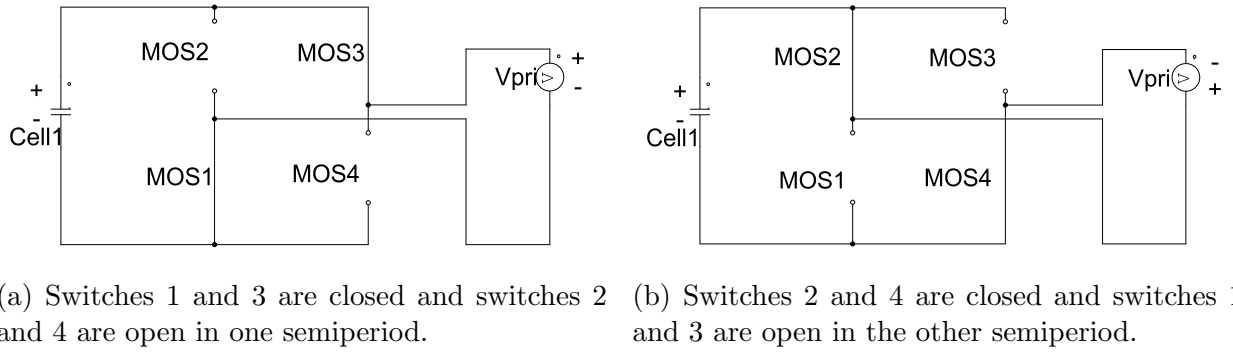 MOS2
MOS3
+
-
Cell1
Vpri
V
+
-
MOS1
MOS4
MOS2
MOS3
+
-
Cell1
Vpri
V
-
+
MOS1
MOS4
(a) Switches 1 and 3 are closed and switches 2
and 4 are open in one semiperiod.
(b) Switches 2 and 4 are closed and switches 1
and 3 are open in the other semiperiod.